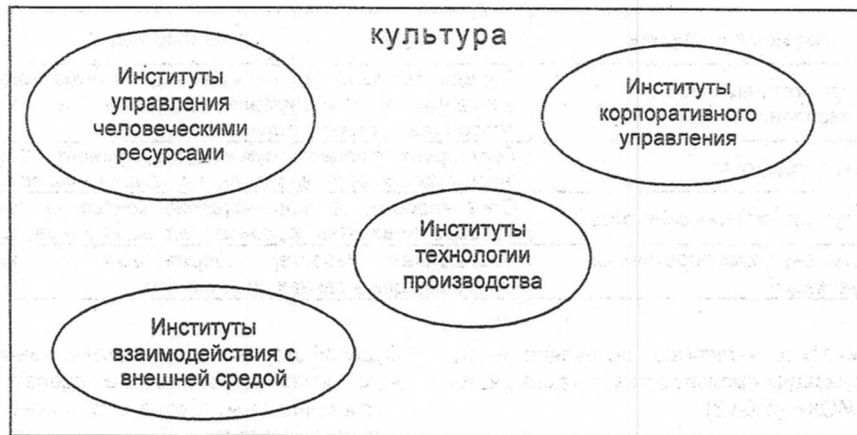 культура
Институты
управления
человеческими
ресурсами
Институты
корпоративного
управления
Институты
технологии
производства
Институты
взаимодействия с
внешней средой